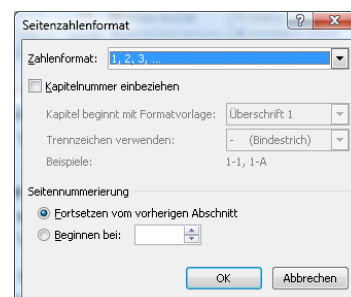 Seitenzahlenformat
Zahlenformat: 1, 2, 3, ...
Kapitelnummer einbeziehen
Kapitel beginnt mit Formatvorlage: Überschrift 1
Trennzeichen verwenden: - (Bindestrich)
Beispiele: 1-1, 1-A
Seitennummerierung
Fortsetzen vom vorherigen Abschnitt
Beginnen bei:
OK Abbrechen